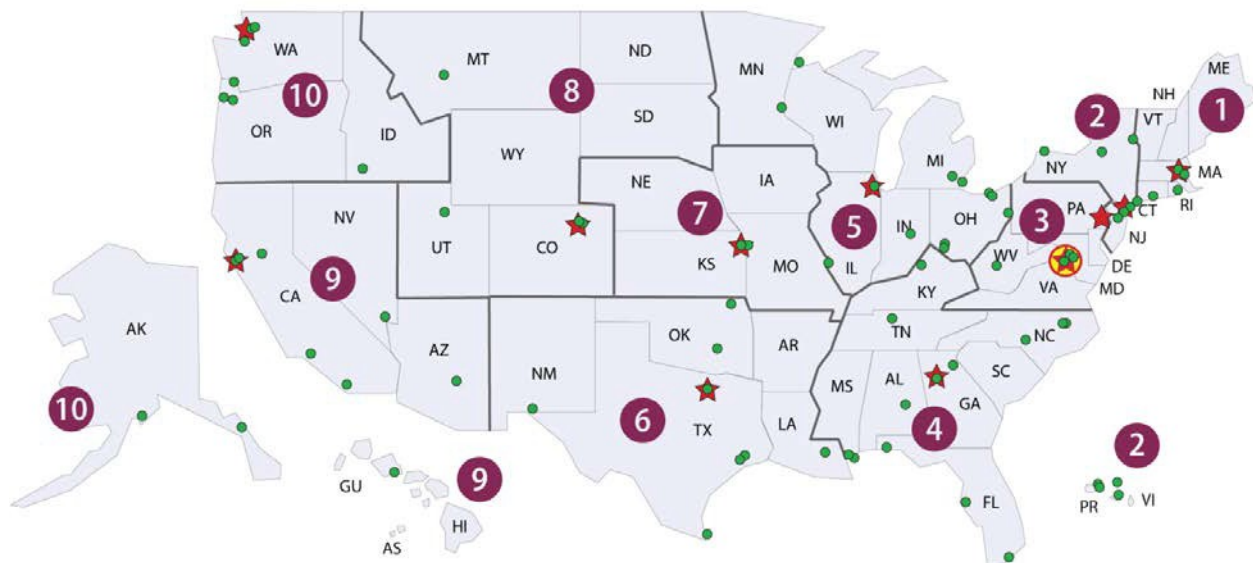 WA
MT
ND
MN
ME
NH
VT
1
2
10
8
OR
ID
SD
WI
MI
NY
MA
WY
NE
IA
7
5
IN
OH
3
PA
CT
RI
NJ
NV
UT
CO
KS
MO
IL
WV
DE
MD
VA
CA
9
KY
AK
AZ
NM
OK
AR
TN
NC
SC
MS
AL
GA
10
6
TX
LA
4
2
GU
9
FL
PR
VI
HI
AS